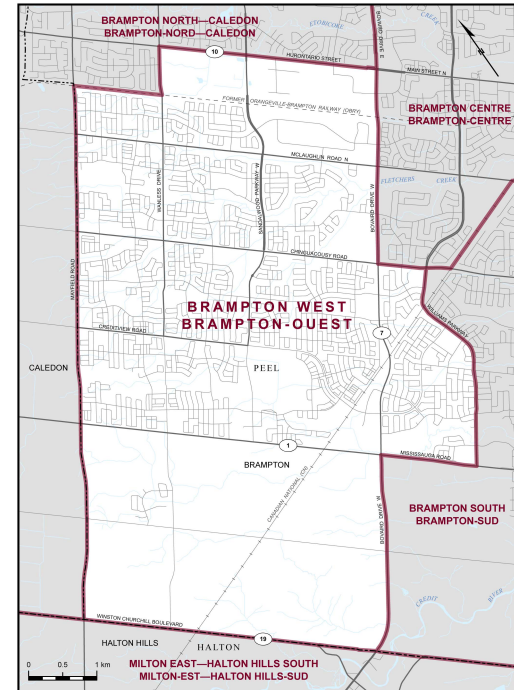 BRAMPTON NORTH—CALEDON
BRAMPTON-NORD—CALEDON
ETOBICOKE
CREEK
BOVAIRD DRIVE E
N
10
HURONTARIO STREET
MAIN STREET N
FORMER ORANGEVILLE-BRAMPTON RAILWAY (OBRY)
BRAMPTON CENTRE
BRAMPTON-CENTRE
MCLAUGHLIN ROAD N
FLETCHERS
CREEK
WANLESS DRIVE
SANDALWOOD PARKWAY W
BOVAIRD DRIVE W
CHINGUACOUSY ROAD
MAYFIELD ROAD
BRAMPTON WEST
BRAMPTON-OUEST
WILLIAMS PARKWAY
CREDITVIEW ROAD
7
CALEDON
PEEL
1
MISSISSAUGA ROAD
BRAMPTON
CANADIAN NATIONAL (CN)
BOVAIRD DRIVE W
BRAMPTON SOUTH
BRAMPTON-SUD
CREDIT
RIVER
WINSTON CHURCHILL BOULEVARD
19
HALTON HILLS
HALTON
MILTON EAST—HALTON HILLS SOUTH
MILTON-EST—HALTON HILLS-SUD
0 0.5 1 km